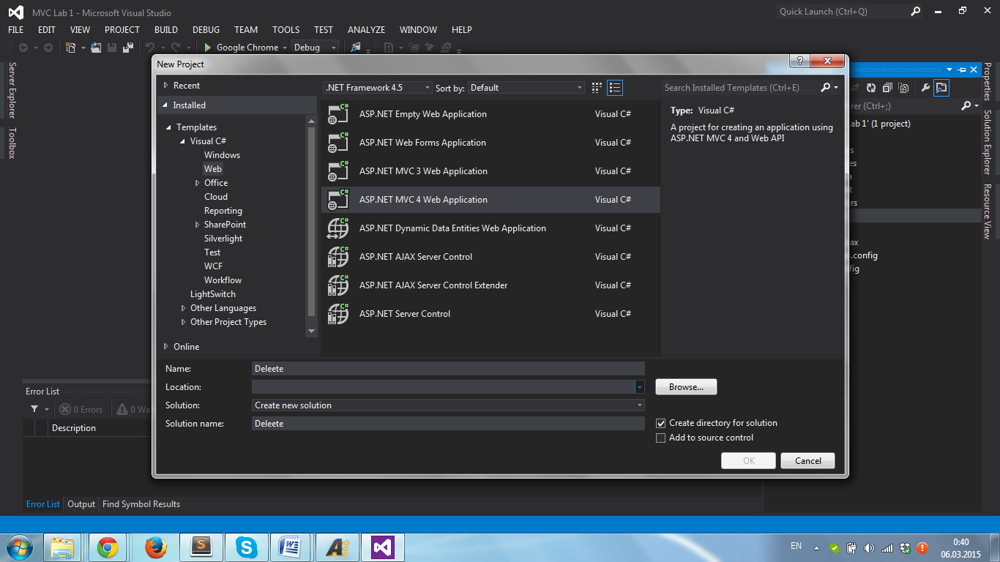 MVC Lab 1 - Microsoft Visual Studio
Quick Launch (Ctrl+Q)
FILE EDIT VIEW PROJECT BUILD DEBUG TEAM TOOLS TEST ANALYZE WINDOW HELP
Google Chrome Debug
Server Explorer
Toolbox
New Project
Recent
Installed
Templates
Visual C#
Windows
Web
Office
Cloud
Reporting
SharePoint
Silverlight
Test
WCF
Workflow
LightSwitch
Other Languages
Other Project Types
Online
.NET Framework 4.5 Sort by: Default
ASP.NET Empty Web Application Visual C#
ASP.NET Web Forms Application Visual C#
ASP.NET MVC 3 Web Application Visual C#
ASP.NET MVC 4 Web Application Visual C#
ASP.NET Dynamic Data Entities Web Application Visual C#
ASP.NET AJAX Server Control Visual C#
ASP.NET AJAX Server Control Extender Visual C#
ASP.NET Server Control Visual C#
Search Installed Templates (Ctrl+E)
Type: Visual C#
A project for creating an application using
ASP.NET MVC 4 and Web API
Name: Deleete
Location: Browse...
Solution: Create new solution
Solution name: Deleete
Create directory for solution
Add to source control
OK Cancel
(Ctrl+;)
1' (1 project)
.config
Properties
Solution Explorer
Resource View
Error List
0 Errors 0
Description
Error List Output Find Symbol Results
EN
0:40
06.03.2015